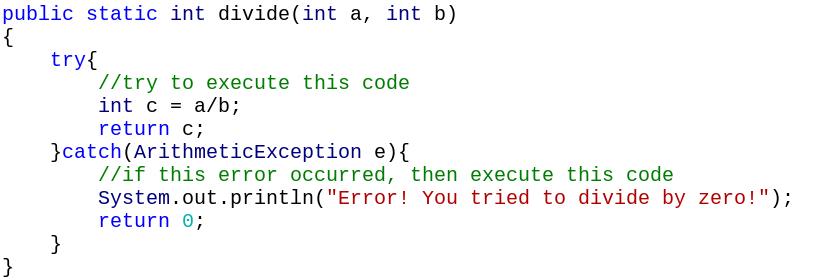 public static int divide(int a, int b)
{
    try{
        //try to execute this code
        int c = a/b;
        return c;
    }catch(ArithmeticException e){
        //if this error occurred, then execute this code
        System.out.println("Error! You tried to divide by zero!");
        return 0;
    }
}